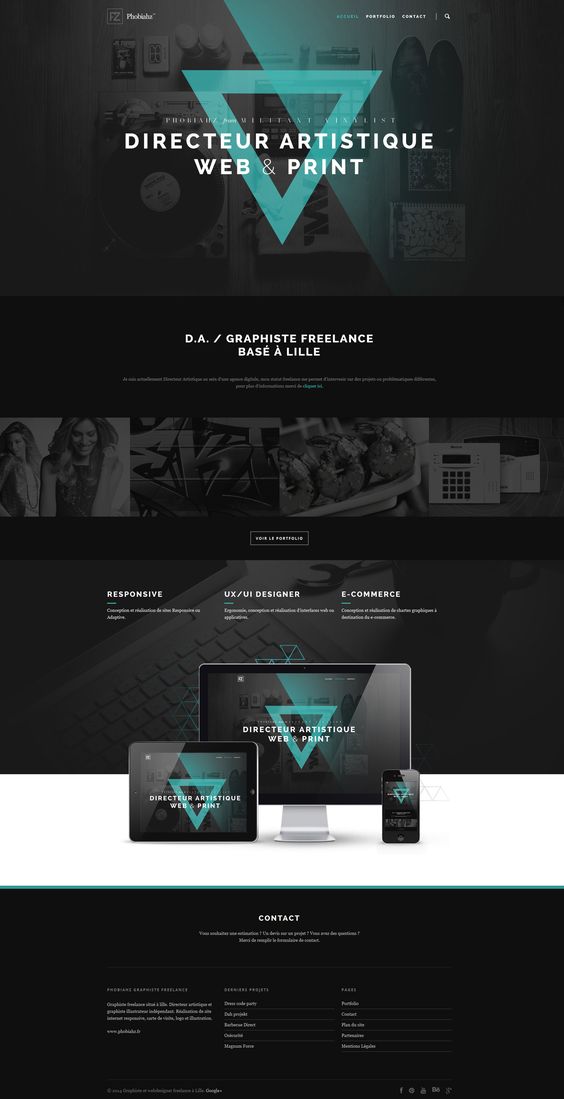 FZ Phobiahz
ACCUEIL PORTFOLIO CONTACT
PHOBIAHZ from MILITANT VINYLIST
DIRECTEUR ARTISTIQUE
WEB & PRINT
D.A. / GRAPHISTE FREELANCE
BASÉ À LILLE
Je suis actuellement Directeur Artistique au sein d'une agence digitale, mon statut freelance me permet d'intervenir sur des projets ou problématiques différentes,
pour plus d'informations merci de cliquer ici.
VOIR LE PORTFOLIO
RESPONSIVE
Conception et réalisation de sites Responsive ou
Adaptive.
UX/UI DESIGNER
Ergonomie, conception et réalisation d'interfaces web ou
applicatives.
E-COMMERCE
Conception et réalisation de chartes graphiques à
destination du e-commerce.
DIRECTEUR ARTISTIQUE
WEB & PRINT
DIRECTEUR ARTISTIQUE
WEB & PRINT
CONTACT
Vous souhaitez une estimation ? Un devis sur un projet ? Vous avez des questions ?
Merci de remplir le formulaire de contact.
PHOBIAHZ GRAPHISTE FREELANCE
Graphiste freelance situé à lille. Directeur artistique et
graphiste illustrateur indépendant. Réalisation de site
internet responsive, carte de visite, logo et illustration.
www.phobiahz.fr
DERNIERS PROJETS
Dress code party
Dub projekt
Barbecue Direct
Osécurité
Magnum Force
PAGES
Portfolio
Contact
Plan du site
Partenaires
Mentions Légales
© 2014 Graphiste et webdesigner freelance à Lille. Google+